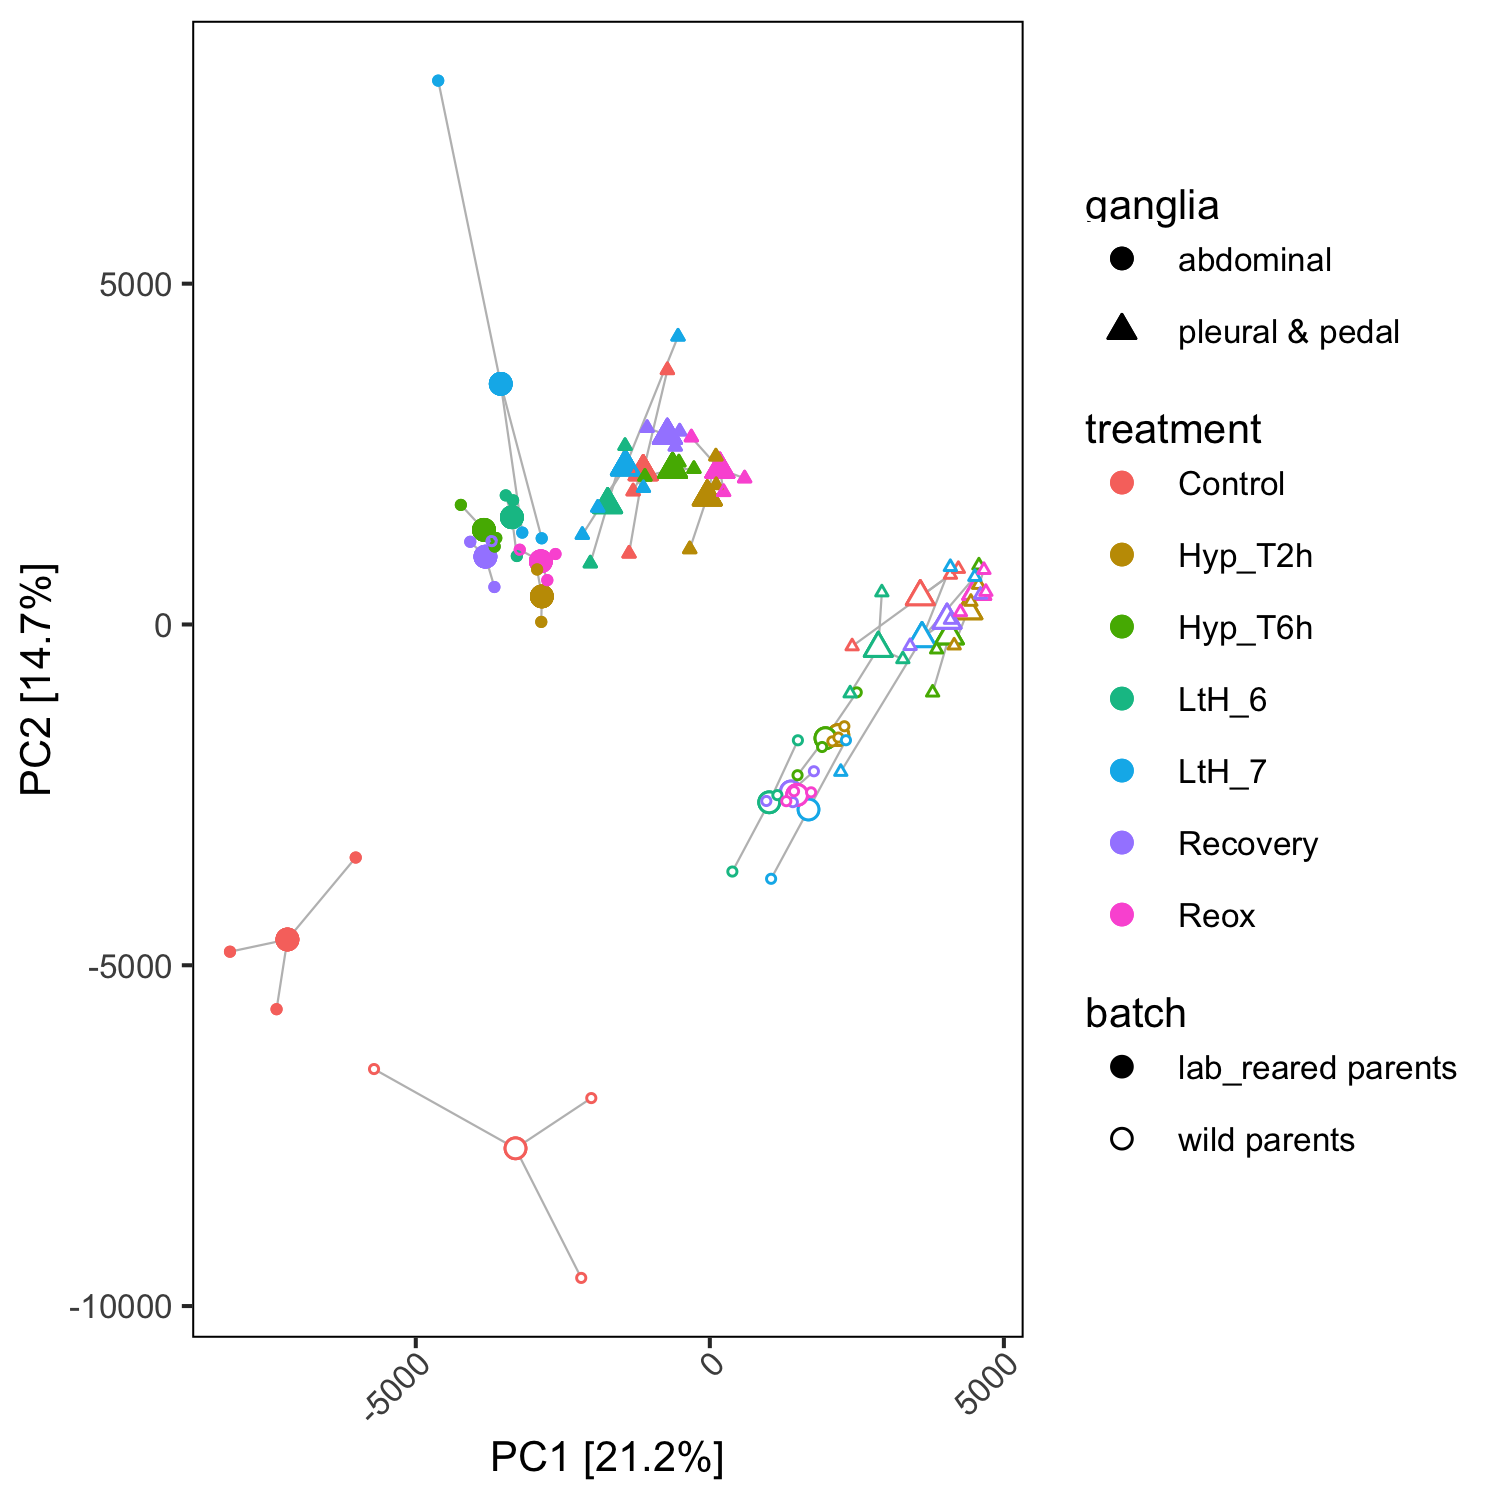 5000
0
-5000
-10000
PC2 [14.7%]
-5000
0
5000
PC1 [21.2%]
ganglia
abdominal
pleural & pedal
treatment
Control
Hyp_T2h
Hyp_T6h
LtH_6
LtH_7
Recovery
Reox
batch
lab_reared parents
wild parents